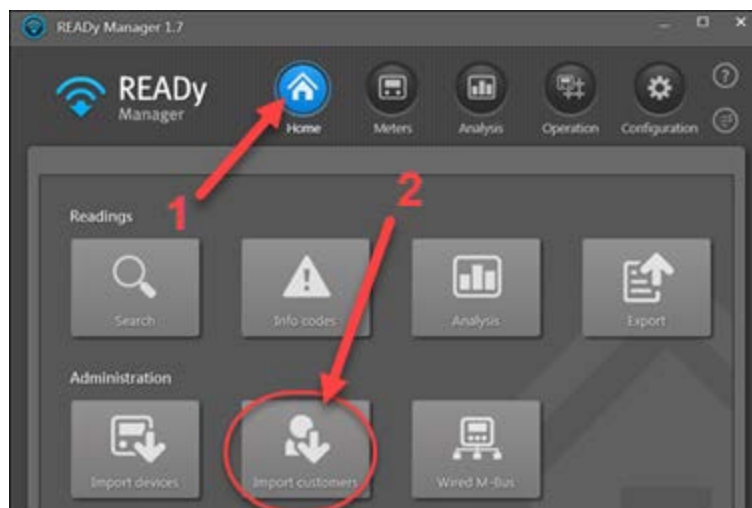 READy Manager 1.7
READy
Manager
Home
Meters
Analysis
Operation
Configuration
?
1
2
Readings
Search
Info codes
Analysis
Export
Administration
Import devices
Import customers
Wired M-Bus